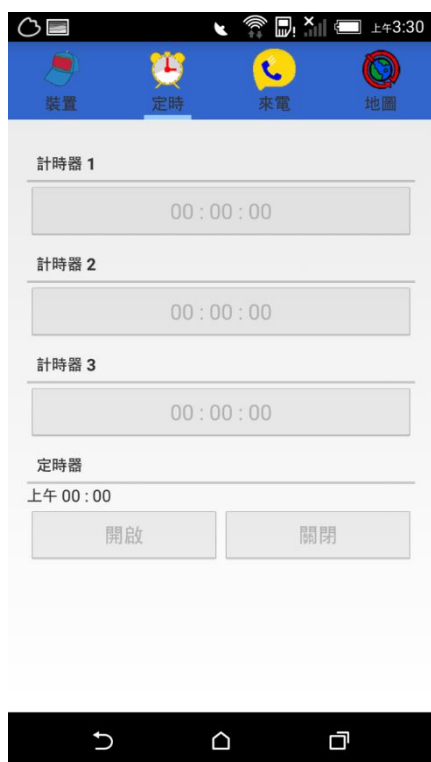 上午3:30
裝置 定時 來電 地圖
計時器 1
00 : 00 : 00
計時器 2
00 : 00 : 00
計時器 3
00 : 00 : 00
定時器
上午 00 : 00
開啟 關閉